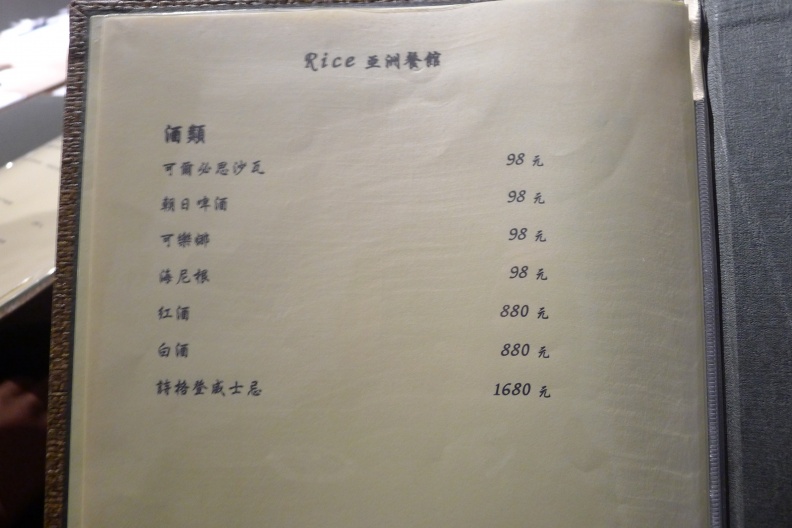 Rice 亚洲餐館
酒類
可爾必思沙瓦 98 元
朝日啤酒 98 元
可樂娜 98 元
海尼根 98 元
红酒 880 元
白酒 880 元
詩格登威士忌 1680 元